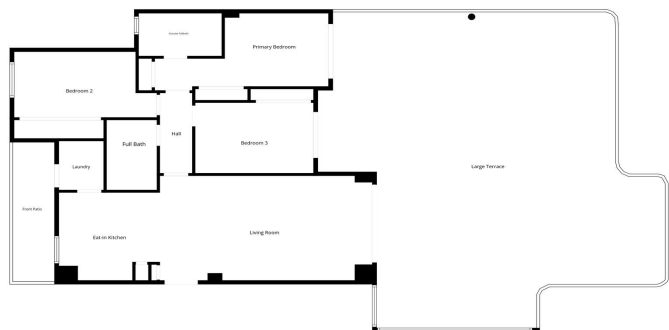 Primary Bedroom
Bedroom 2
Hall
Full Bath
Bedroom 3
Laundry
Large Terrace
Front Patio
Living Room
Eat-in Kitchen